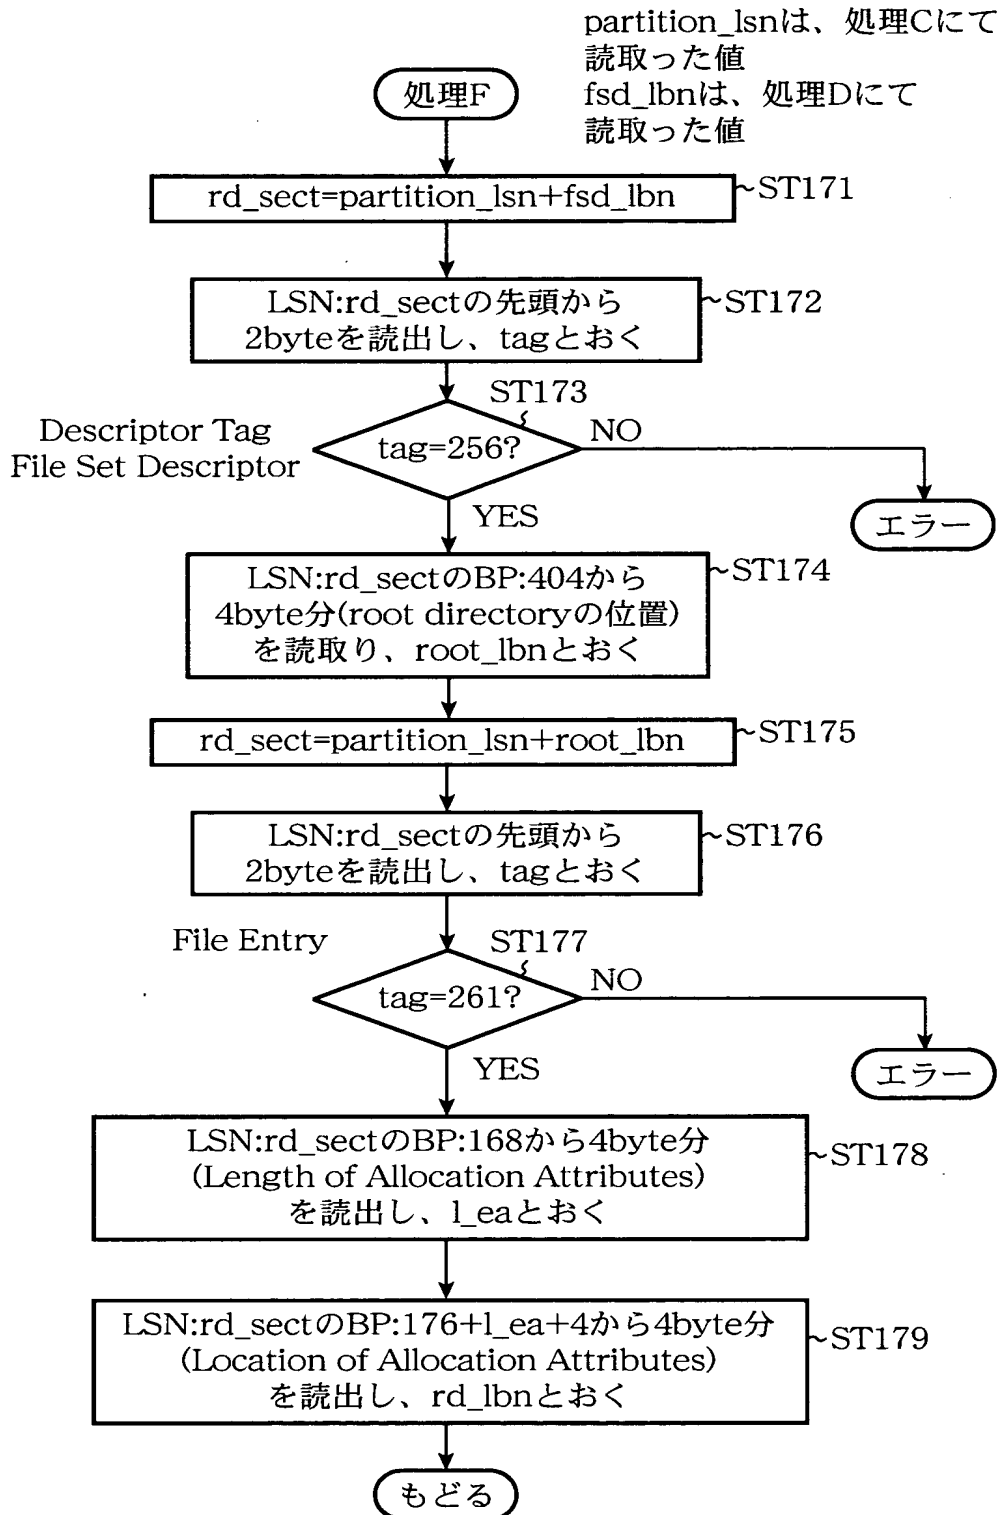 partition_lsnは、処理Cにて
読取った値
fsd_lbnは、処理Dにて
読取った値
処理F
rd_sect=partition_lsn+fsd_lbn
ST171
LSN:rd_sectの先頭から
2byteを読出し、tagとおく
ST172
ST173
Descriptor Tag
File Set Descriptor
tag=256?
NO
エラー
YES
LSN:rd_sectのBP:404から
4byte分(root directoryの位置)
を読取り、root_lbnとおく
ST174
rd_sect=partition_lsn+root_lbn
ST175
LSN:rd_sectの先頭から
2byteを読出し、tagとおく
ST176
File Entry
ST177
tag=261?
NO
エラー
YES
LSN:rd_sectのBP:168から4byte分
(Length of Allocation Attributes)
を読出し、l_eaとおく
ST178
LSN:rd_sectのBP:176+l_ea+4から4byte分
(Location of Allocation Attributes)
を読出し、rd_lbnとおく
ST179
もどる